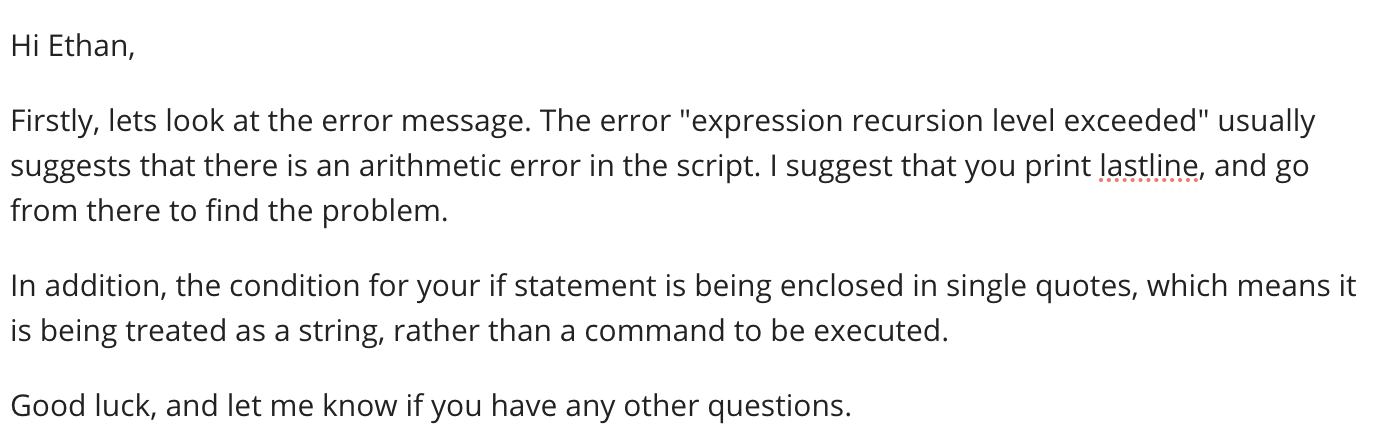 Hi Ethan,
Firstly, lets look at the error message. The error "expression recursion level exceeded" usually
suggests that there is an arithmetic error in the script. I suggest that you print lastline, and go
from there to find the problem.
In addition, the condition for your if statement is being enclosed in single quotes, which means it
is being treated as a string, rather than a command to be executed.
Good luck, and let me know if you have any other questions.